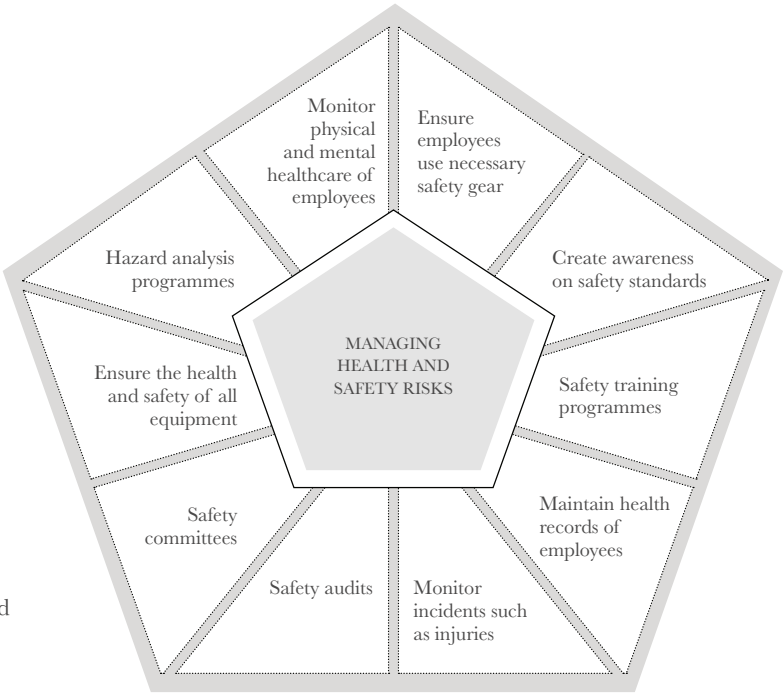 Monitor
physical
and mental
healthcare of
employees
Ensure
employees
use necessary
safety gear
Hazard analysis
programmes
Create awareness
on safety standards
MANAGING
HEALTH AND
SAFETY RISKS
Ensure the health
and safety of all
equipment
Safety training
programmes
Safety
committees
Maintain health
records of
employees
Safety audits
Monitor
incidents such
as injuries
d